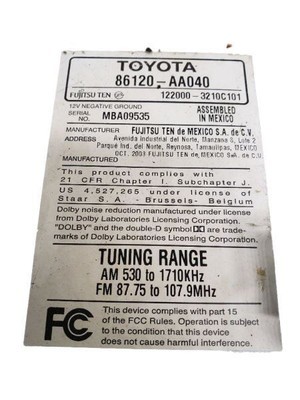 TOYOTA
86120-AA040
FUJITSU TEN 122000-3210C101
12V NEGATIVE GROUND
SERIAL NO. MBA09535
ASSEMBLED IN MEXICO
MANUFACTURER FUJITSU TEN de MEXICO S.A. de C.V.
ADDRESS Avenida Industrial del Norte, Manzana 8, Lote 2
Parque Ind. del Norte, Reynosa, Tamaulipas, MEXICO
MANUFACTURED OCT. 2001 FUJITSU TEN de MEXICO S.A. de C.V.
This product complies with
21 CFR Chapter I. Subchapter J.
US 4,527,265 under license of
Staar S.A. - Brussels- Belgium
Dolby noise reduction manufactured under license
from Dolby Laboratories Licensing Corporation.
"DOLBY" and the double-D symbol are trade-
marks of Dolby Laboratories Licensing Corporation.
TUNING RANGE
AM 530 to 1710KHz
FM 87.75 to 107.9MHz
FC This device complies with part 15
of the FCC Rules. Operation is subject
to the condition that this device
does not cause harmful interference.